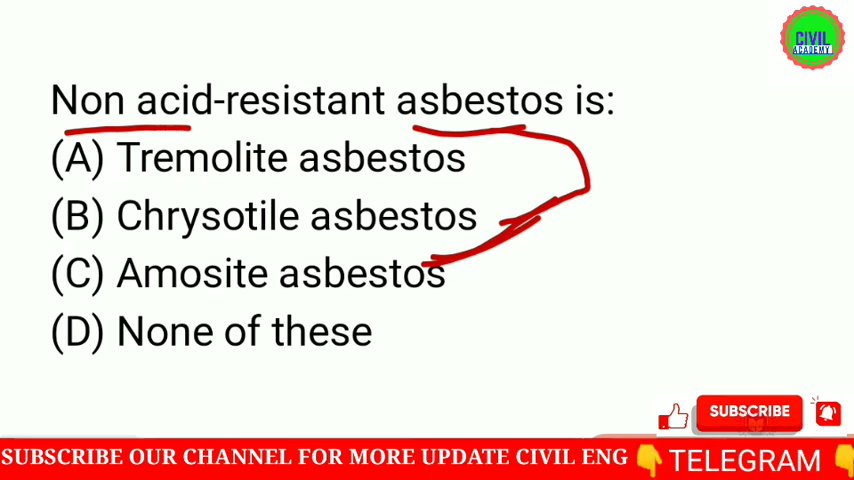 CIVIL
ACADEMY
Non acid-resistant asbestos is:
(A) Tremolite asbestos
(B) Chrysotile asbestos
(C) Amosite asbestos
(D) None of these
SUBSCRIBE
SUBSCRIBE OUR CHANNEL FOR MORE UPDATE CIVIL ENG 👇 TELEGRAM 👇